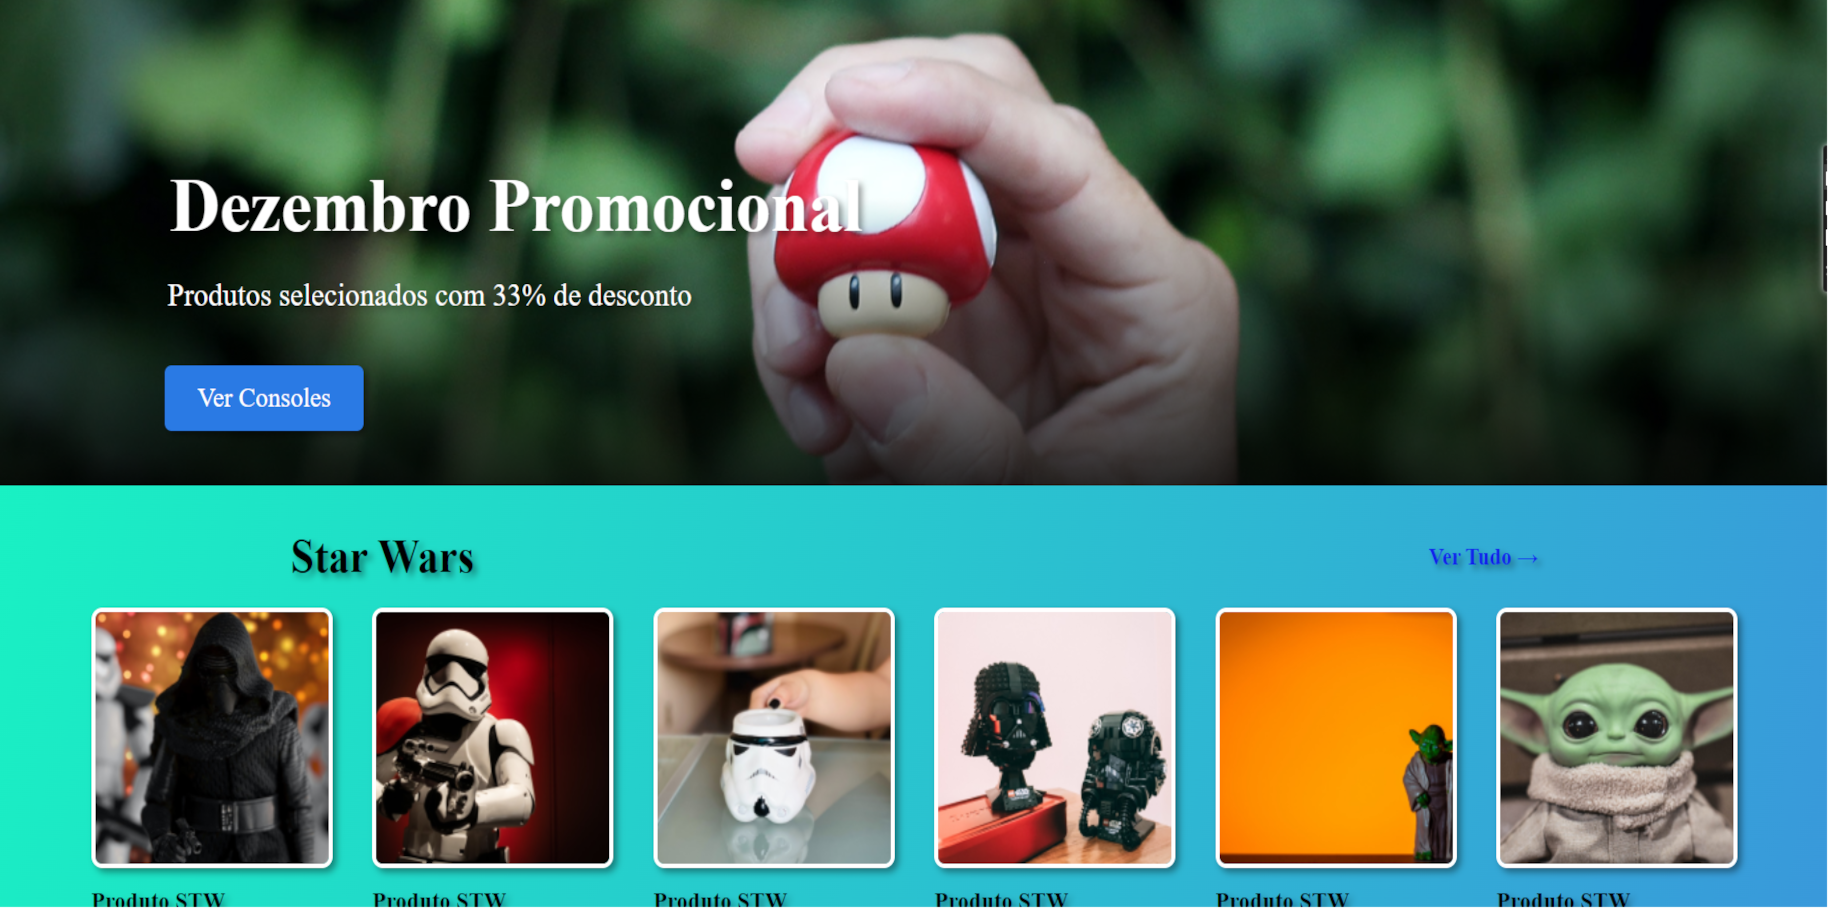 Dezembro Promocional
Produtos selecionados com 33% de desconto
Ver Consoles
Star Wars
Ver Tudo →
Produto STW
Produto STW
Produto STW
Produto STW
Produto STW
Produto STW